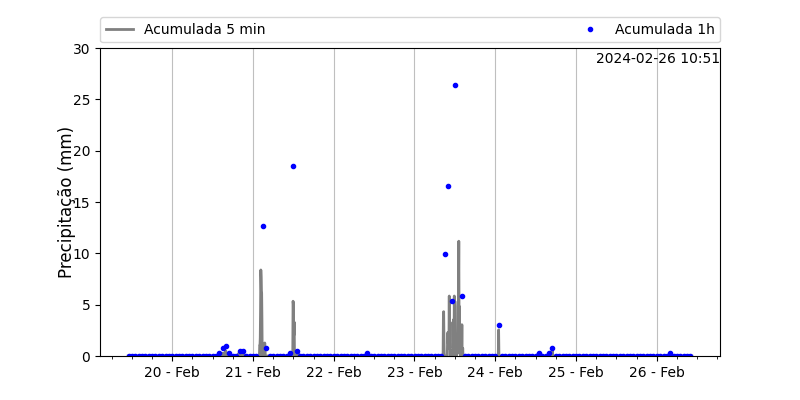 Acumulada 5 min
Acumulada 1h
2024-02-26 10:51
Precipitação (mm)
30
25
20
15
10
5
0
20 - Feb
21 - Feb
22 - Feb
23 - Feb
24 - Feb
25 - Feb
26 - Feb